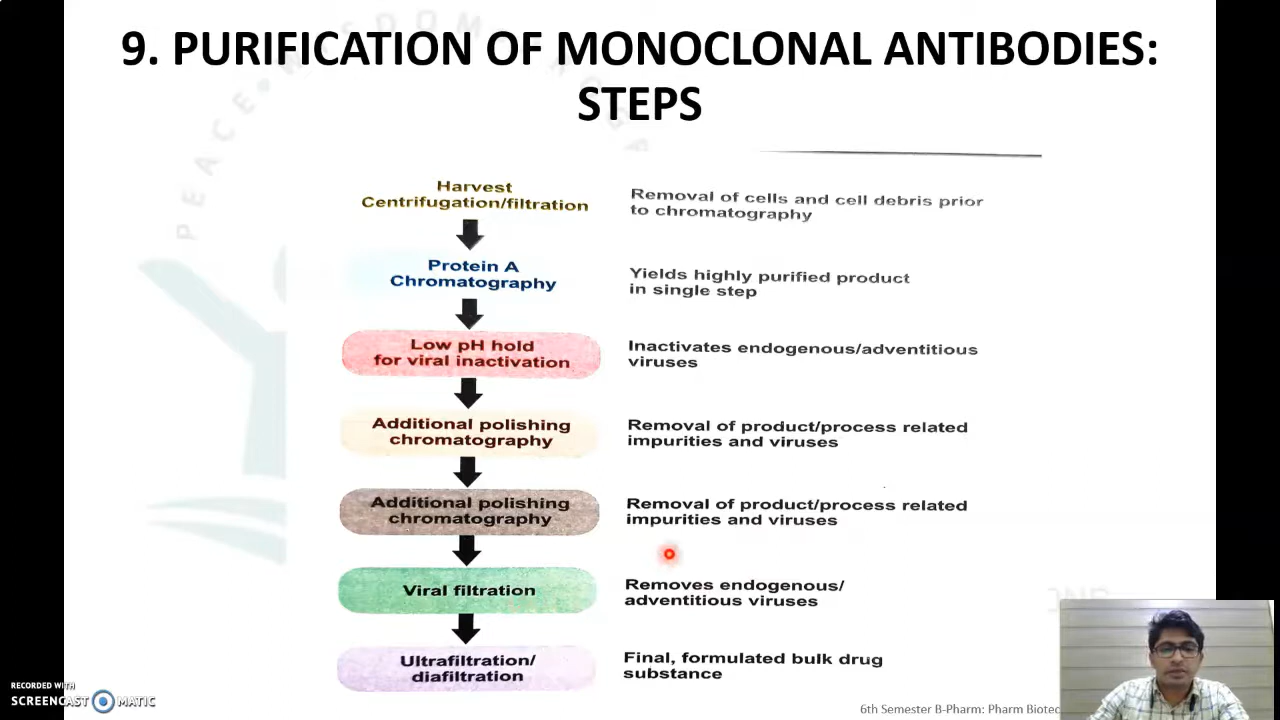 9. PURIFICATION OF MONOCLONAL ANTIBODIES:
STEPS
PEACE
WISDOM
Harvest
Centrifugation/filtration
Removal of cells and cell debris prior
to chromatography
Protein A
Chromatography
Yields highly purified product
in single step
Low pH hold
for viral inactivation
Inactivates endogenous/adventitious
viruses
Additional polishing
chromatography
Removal of product/process related
impurities and viruses
Additional polishing
chromatography
Removal of product/process related
impurities and viruses
Viral filtration
Removes endogenous/
adventitious viruses
Ultrafiltration/
diafiltration
Final, formulated bulk drug
substance
RECORDED WITH
SCREENCAST MATIC
6th Semester B-Pharm: Pharm Biotec